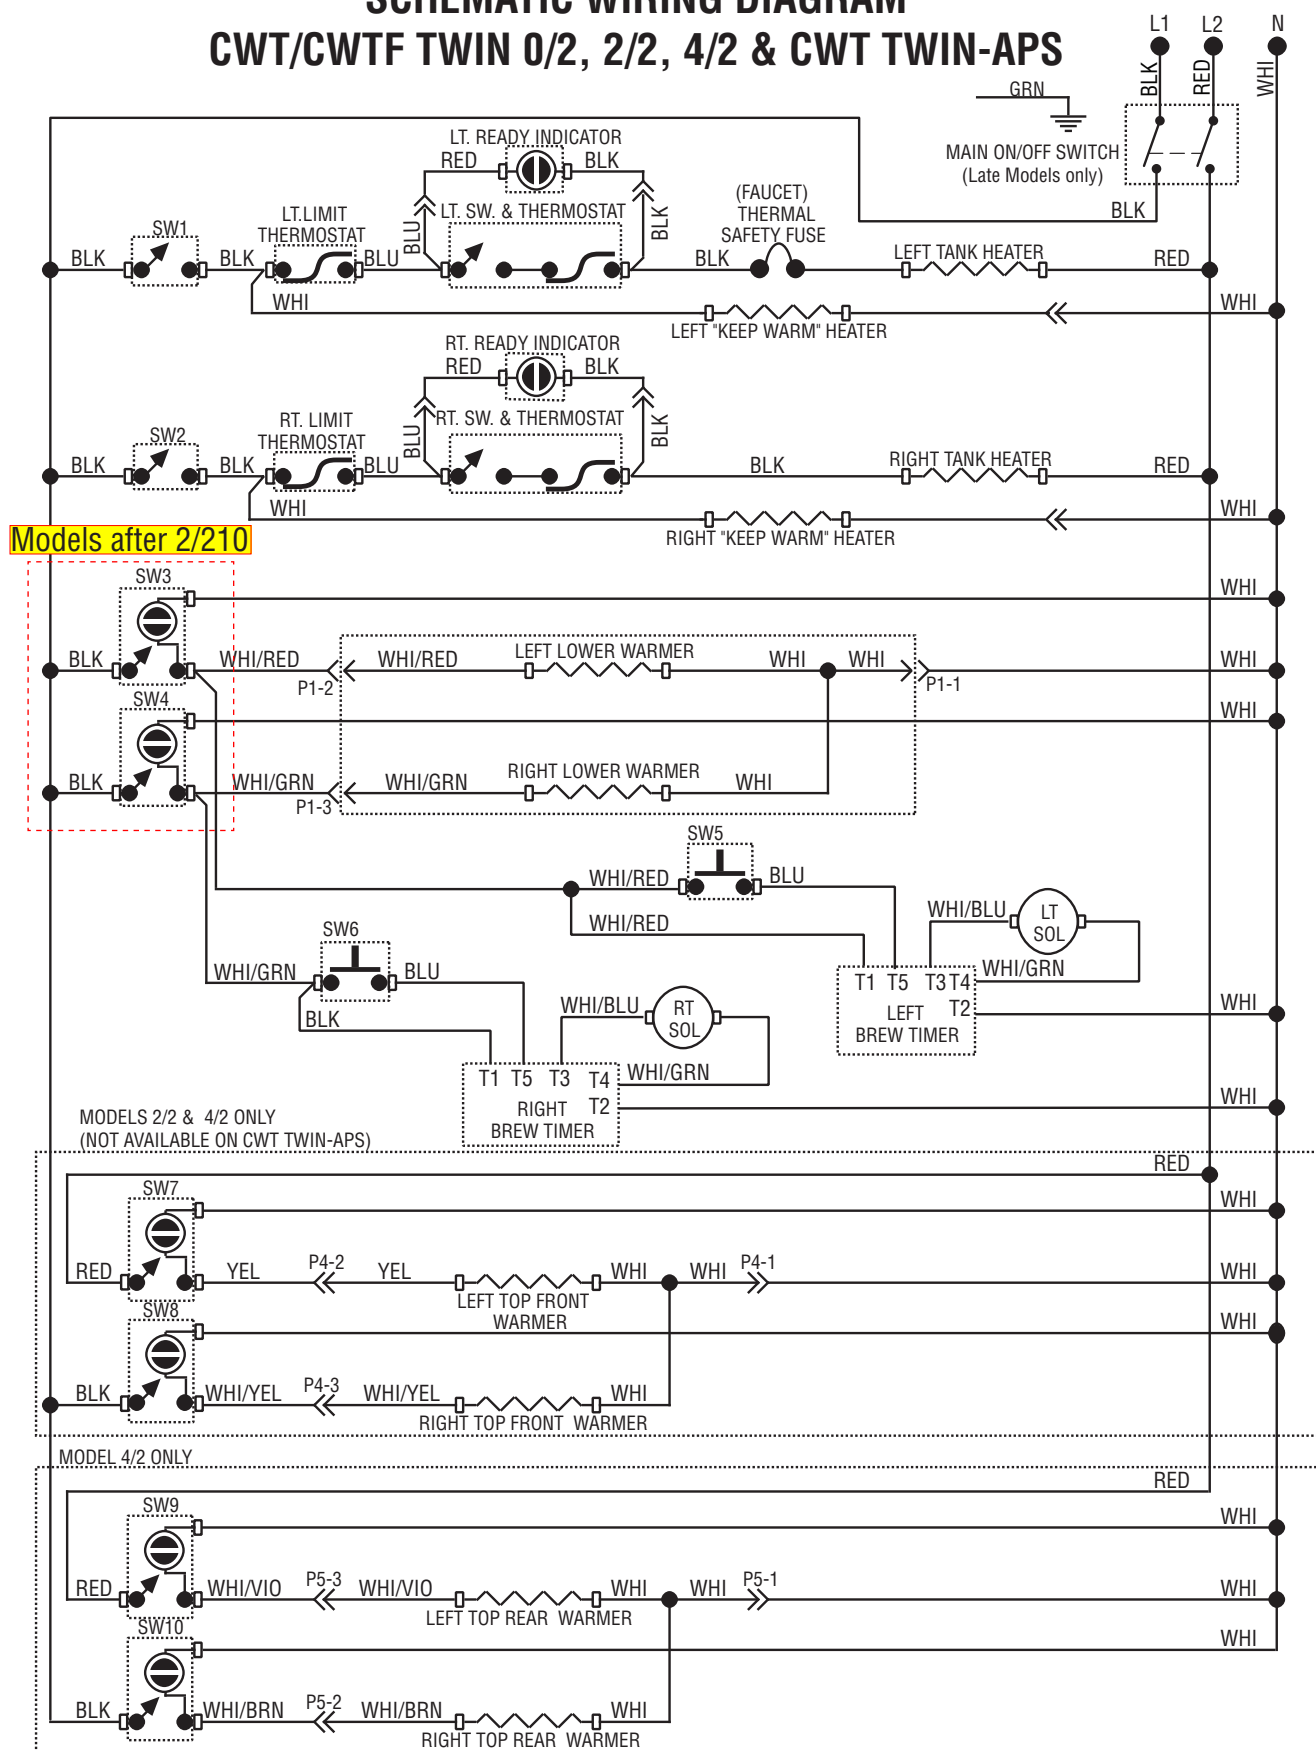 SCHEMATIC WIRING DIAGRAM
CWT/CWTF TWIN 0/2, 2/2, 4/2 & CWT TWIN-APS
L1 L2 N
BLK RED WHI
GRN
MAIN ON/OFF SWITCH
(Late Models only)
BLK
LT. READY INDICATOR
RED BLK
LT. SW. & THERMOSTAT
BLU BLK
(FAUCET)
THERMAL
SAFETY FUSE
LT.LIMIT
THERMOSTAT
SW1
BLK BLK BLU BLK
LEFT TANK HEATER
RED
WHI
LEFT "KEEP WARM" HEATER
WHI
RT. READY INDICATOR
RED BLK
RT. SW. & THERMOSTAT
BLU BLK
RT. LIMIT
THERMOSTAT
SW2
BLK BLK BLU BLK
RIGHT TANK HEATER
RED
WHI
RIGHT "KEEP WARM" HEATER
WHI
Models after 2/210
SW3
WHI
BLK WHI/RED
P1-2
WHI/RED
LEFT LOWER WARMER
WHI WHI
P1-1
WHI
SW4
WHI
BLK WHI/GRN
P1-3
WHI/GRN
RIGHT LOWER WARMER
WHI
SW5
WHI/RED BLU
WHI/RED
WHI/BLU
LT
SOL
WHI/GRN
T1 T5 T3 T4
LEFT T2
BREW TIMER
WHI
SW6
WHI/GRN BLU
BLK
WHI/BLU
RT
SOL
WHI/GRN
T1 T5 T3 T4
RIGHT T2
BREW TIMER
WHI
MODELS 2/2 & 4/2 ONLY
(NOT AVAILABLE ON CWT TWIN-APS)
RED
SW7
WHI
RED YEL P4-2 YEL
LEFT TOP FRONT
WARMER
WHI WHI P4-1 WHI
SW8
WHI
BLK WHI/YEL P4-3 WHI/YEL
RIGHT TOP FRONT WARMER
WHI
MODEL 4/2 ONLY
RED
SW9
WHI
RED WHI/VIO P5-3 WHI/VIO
LEFT TOP REAR WARMER
WHI WHI P5-1 WHI
SW10
WHI
BLK WHI/BRN P5-2 WHI/BRN
RIGHT TOP REAR WARMER
WHI